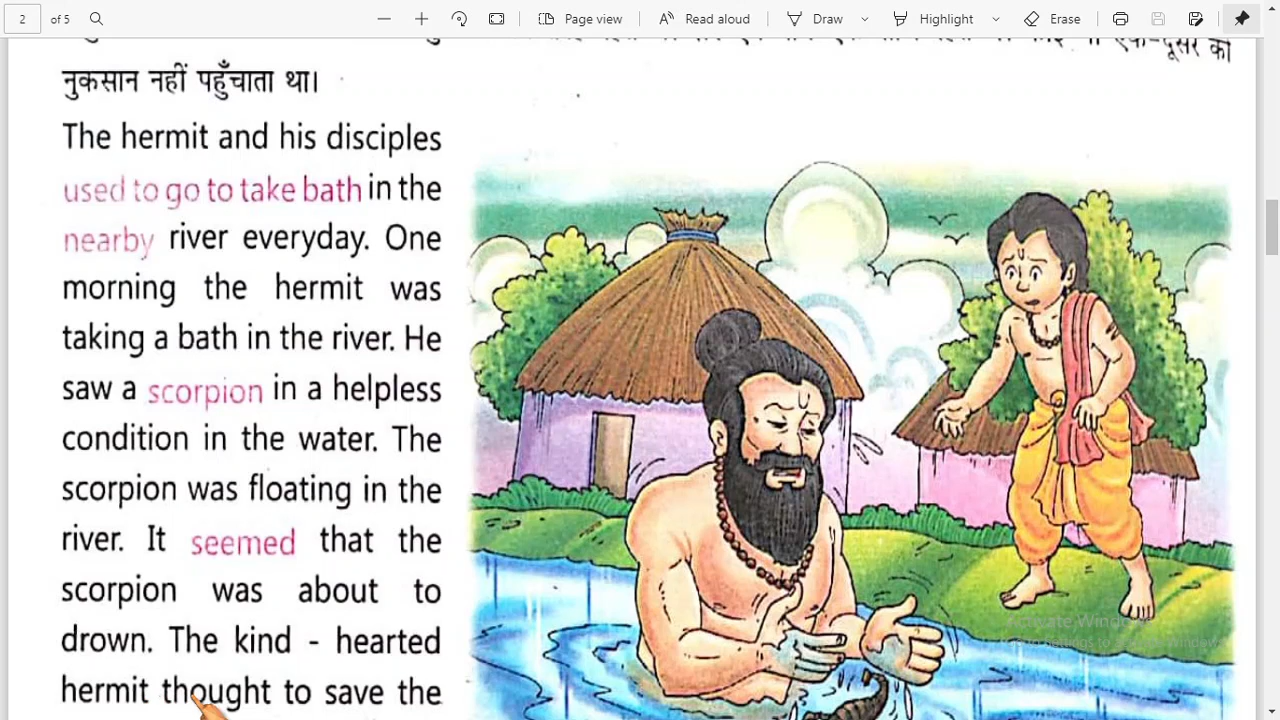 2 of 5 Page view Read aloud Draw Highlight Erase
नुकसान नहीं पहुँचाता था।
The hermit and his disciples
used to go to take bath in the
nearby river everyday. One
morning the hermit was
taking a bath in the river. He
saw a scorpion in a helpless
condition in the water. The
scorpion was floating in the
river. It seemed that the
scorpion was about to
drown. The kind - hearted
hermit thought to save the
Activate Windows